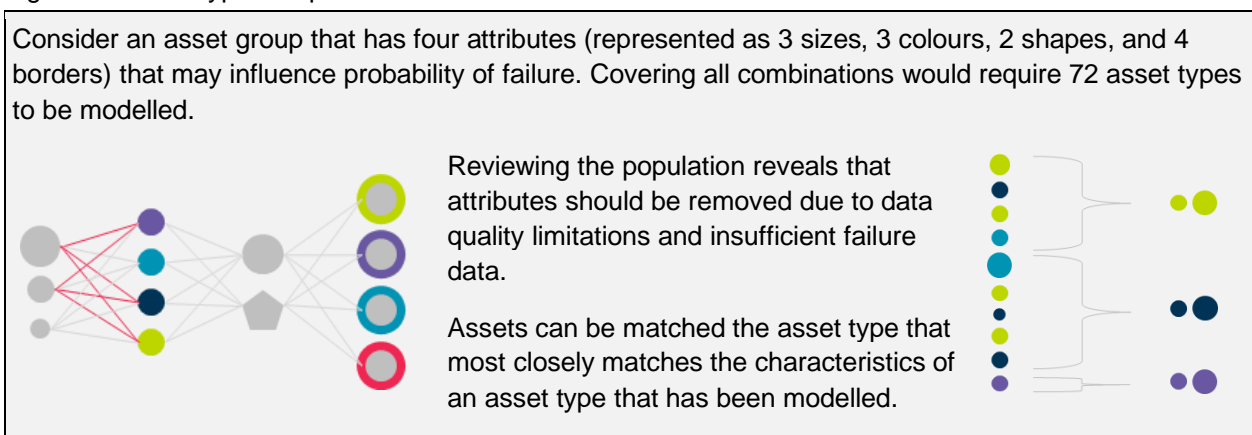 Consider an asset group that has four attributes (represented as 3 sizes, 3 colours, 2 shapes, and 4
borders) that may influence probability of failure. Covering all combinations would require 72 asset types
to be modelled.
Reviewing the population reveals that
attributes should be removed due to data
quality limitations and insufficient failure
data.
Assets can be matched the asset type that
most closely matches the characteristics of
an asset type that has been modelled.